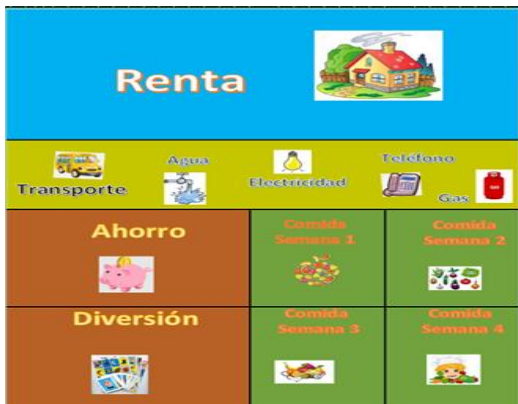 Renta
Agua
Teléfono
Transporte
Electricidad
Gas
Ahorro
Comida
Semana 1
Comida
Semana 2
Diversión
Comida
Semana 3
Comida
Semana 4